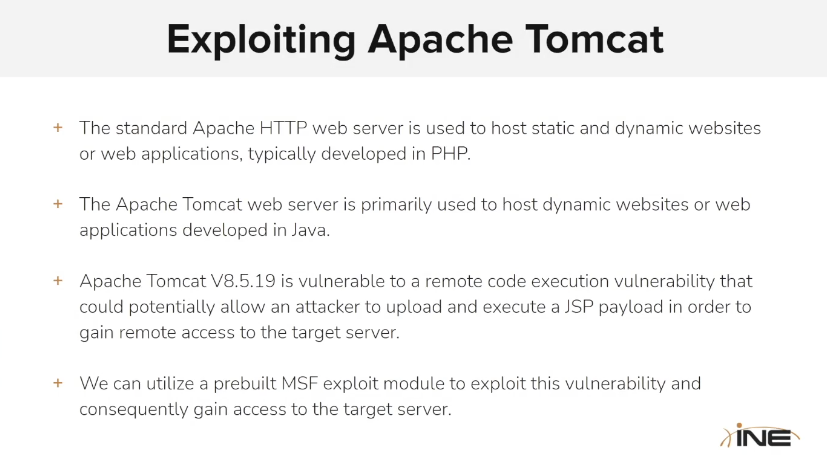 Exploiting Apache Tomcat
+ The standard Apache HTTP web server is used to host static and dynamic websites
or web applications, typically developed in PHP.
+ The Apache Tomcat web server is primarily used to host dynamic websites or web
applications developed in Java.
+ Apache Tomcat V8.5.19 is vulnerable to a remote code execution vulnerability that
could potentially allow an attacker to upload and execute a JSP payload in order to
gain remote access to the target server.
+ We can utilize a prebuilt MSF exploit module to exploit this vulnerability and
consequently gain access to the target server.
iNE